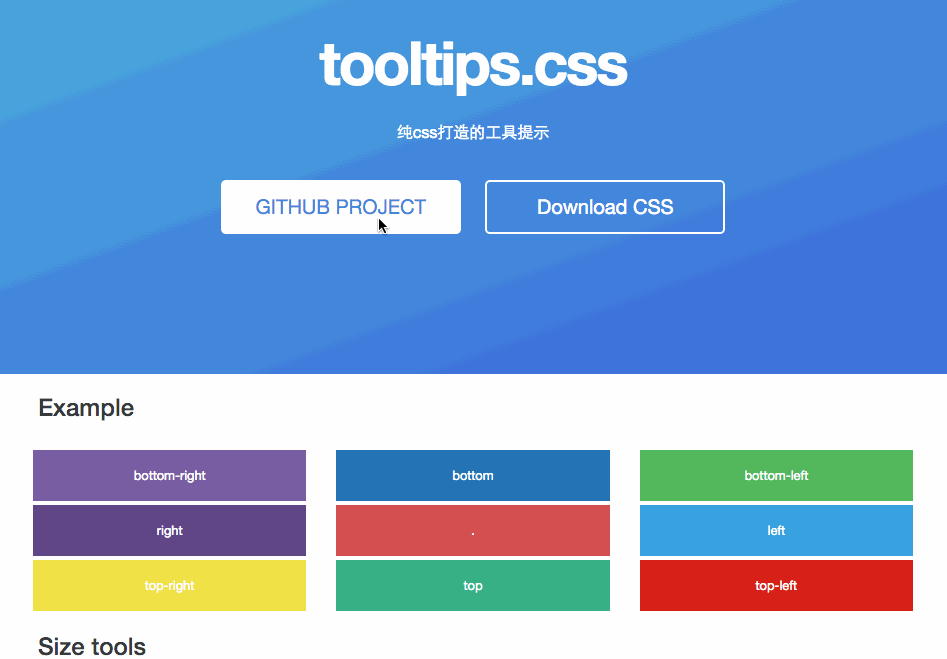 tooltips.css
纯css打造的工具提示
GITHUB PROJECT
Download CSS
Example
bottom-right
bottom
bottom-left
right
.
left
top-right
top
top-left
Size tools